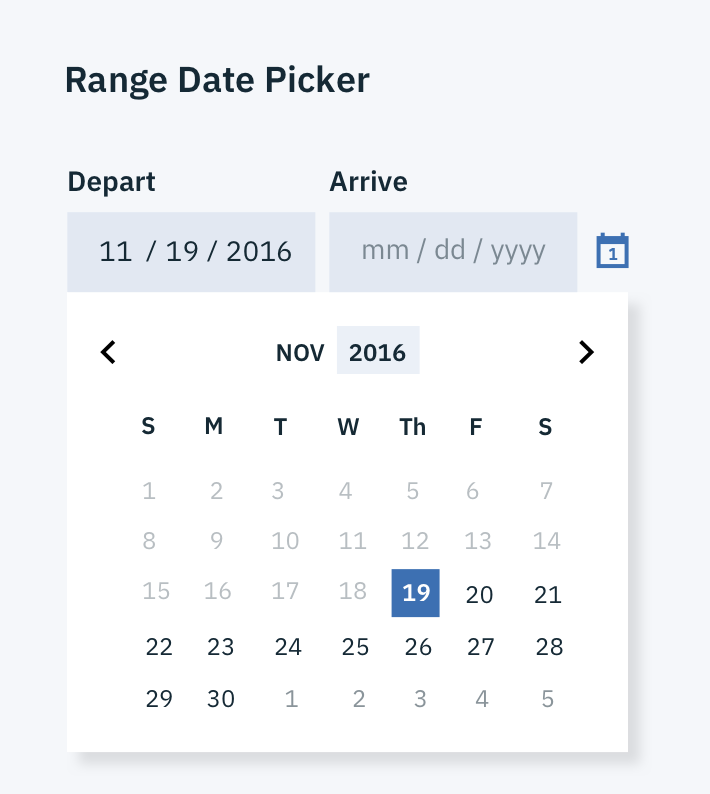 Range Date Picker
Depart Arrive
11 / 19 / 2016 mm / dd / yyyy 1
NOV 2016
S M T W Th F S
1 2 3 4 5 6 7
8 9 10 11 12 13 14
15 16 17 18 19 20 21
22 23 24 25 26 27 28
29 30 1 2 3 4 5